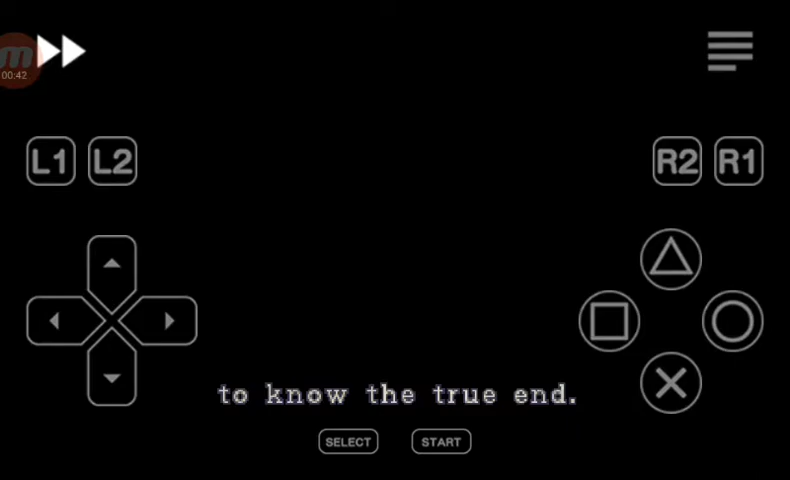 m
00:42
L1 L2 R2 R1
to know the true end.
SELECT START